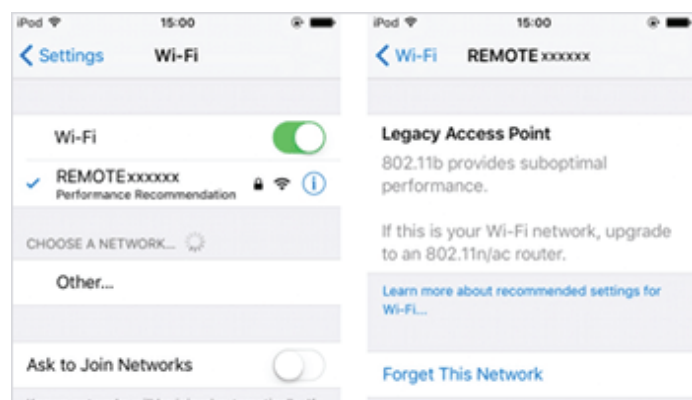 iPod 15:00
Settings Wi-Fi
Wi-Fi
REMOTExxxxxx
Performance Recommendation
CHOOSE A NETWORK...
Other...
Ask to Join Networks
iPod 15:00
Wi-Fi REMOTExxxxxx
Legacy Access Point
802.11b provides suboptimal
performance.
If this is your Wi-Fi network, upgrade
to an 802.11n/ac router.
Learn more about recommended settings for
Wi-Fi...
Forget This Network